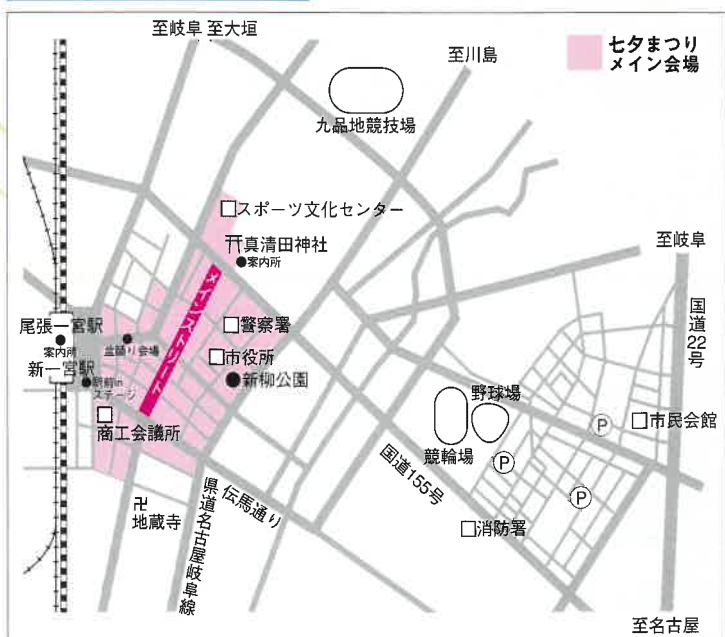 至岐阜 至大垣
至川島
七夕まつり
メイン会場
九品地競技場
スポーツ文化センター
真清田神社
案内所
至岐阜
国道22号
メインストリート
尾張一宮駅
案内所
新一宮駅
盆踊り会場
警察署
市役所
新柳公園
駅前in
ステージ
商工会議所
野球場
競輪場
P
市民会館
P
P
国道155号
卍
地蔵寺
県道名古屋岐阜線
伝馬通り
消防署
至名古屋